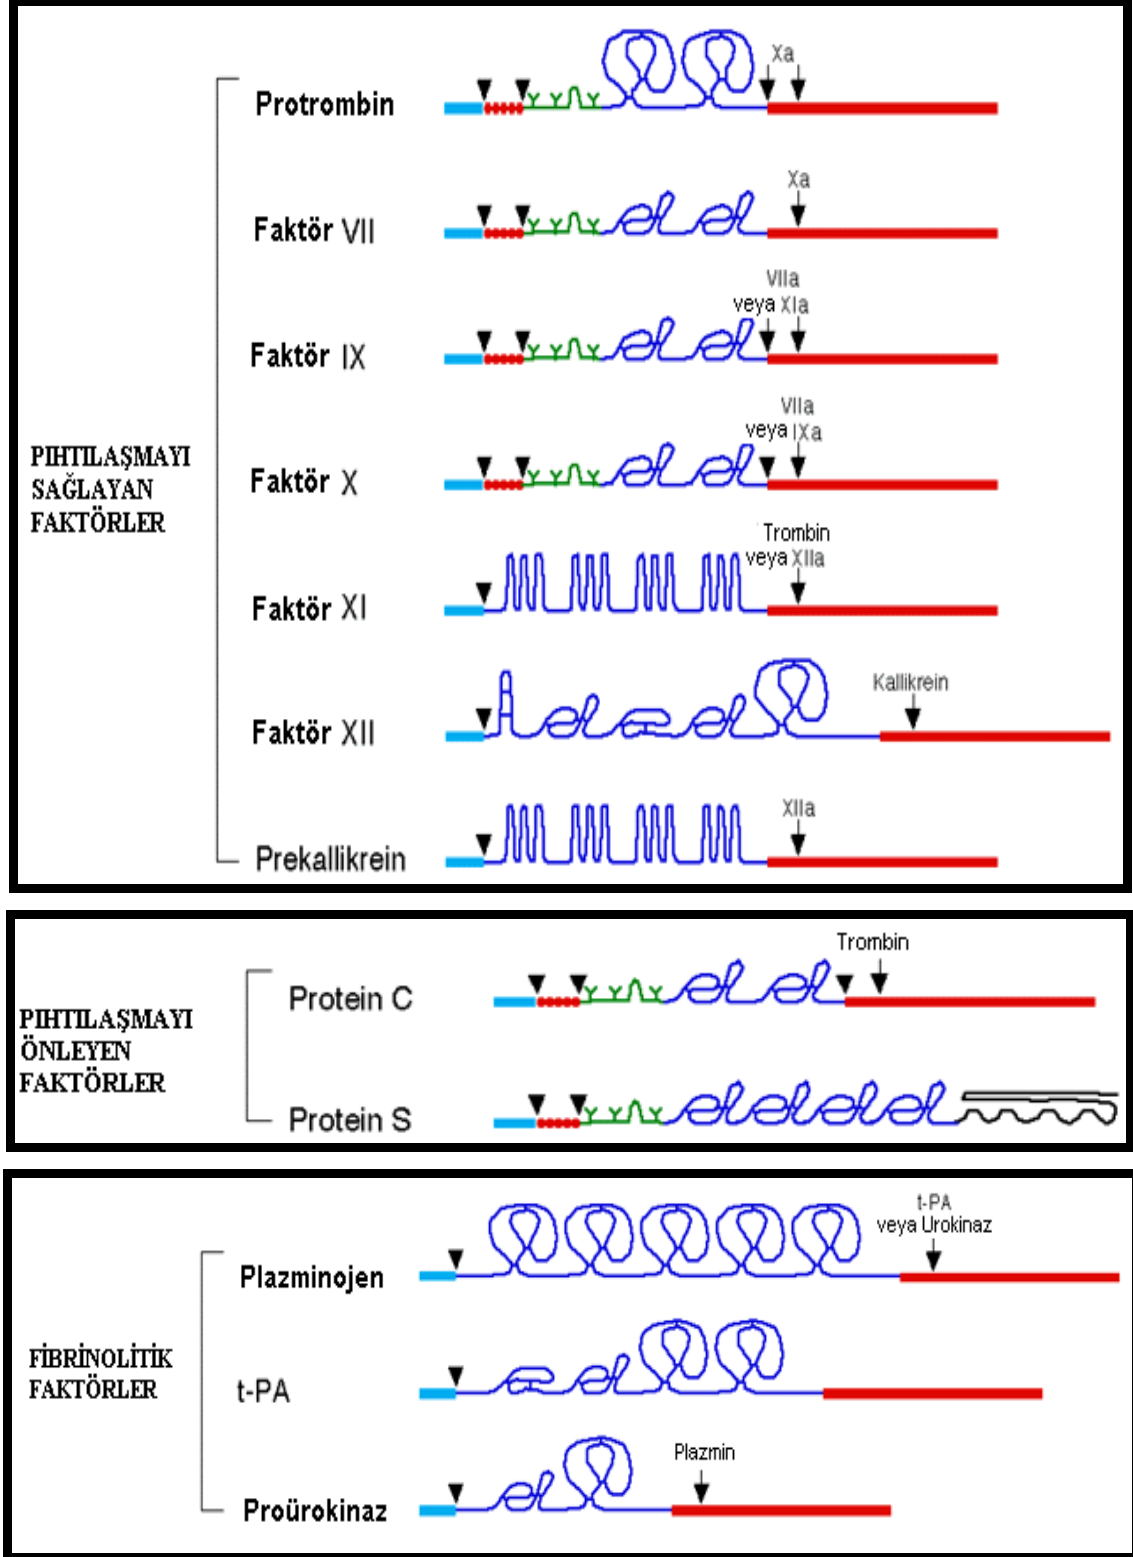 Xa
Protrombin
Xa
Faktör VII
VIIa
veya XIa
Faktör IX
VIIa
veya IXa
PIHTILAŞMAYI
SAĞLAYAN
FAKTÖRLER
Faktör X
Trombin
veya XIIa
Faktör XI
Kallikrein
Faktör XII
XIIa
Prekallikrein
Trombin
Protein C
PIHTILAŞMAYI
ÖNLEYEN
FAKTÖRLER
Protein S
t-PA
veya Urokinaz
Plazminojen
FİBRİNOLİTİK
FAKTÖRLER
t-PA
Plazmin
Proürokinaz